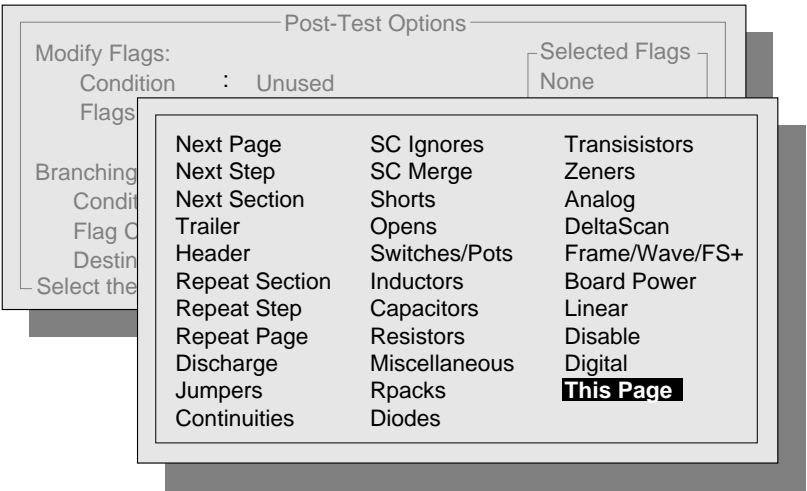 Post-Test Options
Modify Flags:
Selected Flags
Condition : Unused
None
Flags
Branching
Condit
Flag C
Destin
Select the
Next Page SC Ignores Transisistors
Next Step SC Merge Zeners
Next Section Shorts Analog
Trailer Opens DeltaScan
Header Switches/Pots Frame/Wave/FS+
Repeat Section Inductors Board Power
Repeat Step Capacitors Linear
Repeat Page Resistors Disable
Discharge Miscellaneous Digital
Jumpers Rpacks This Page
Continuities Diodes